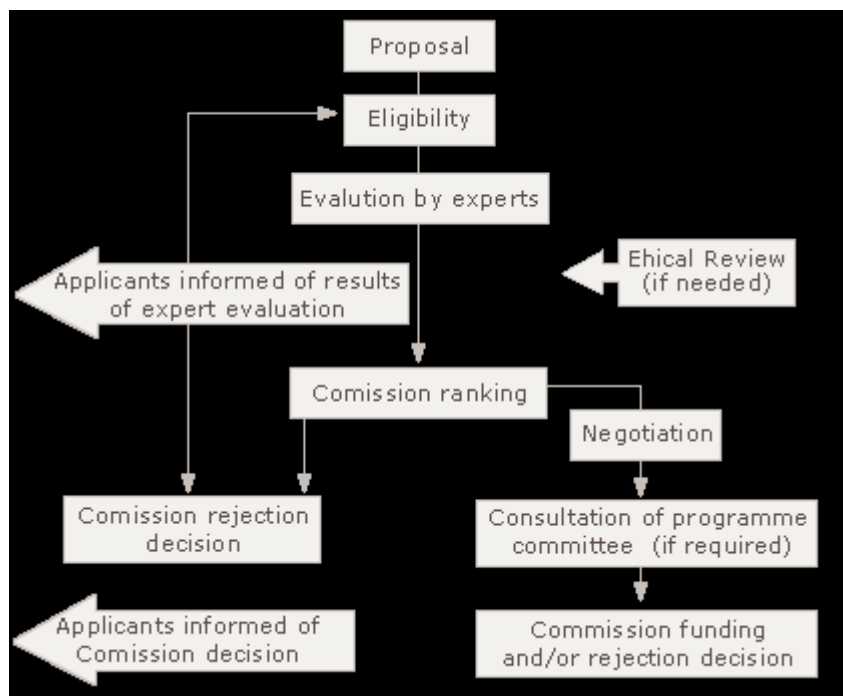 Proposal
Eligibility
Evalution by experts
Ehical Review
(if needed)
Applicants informed of results
of expert evaluation
Comission ranking
Negotiation
Comission rejection
decision
Consultation of programme
committee (if required)
Applicants informed of
Comission decision
Commission funding
and/or rejection decision